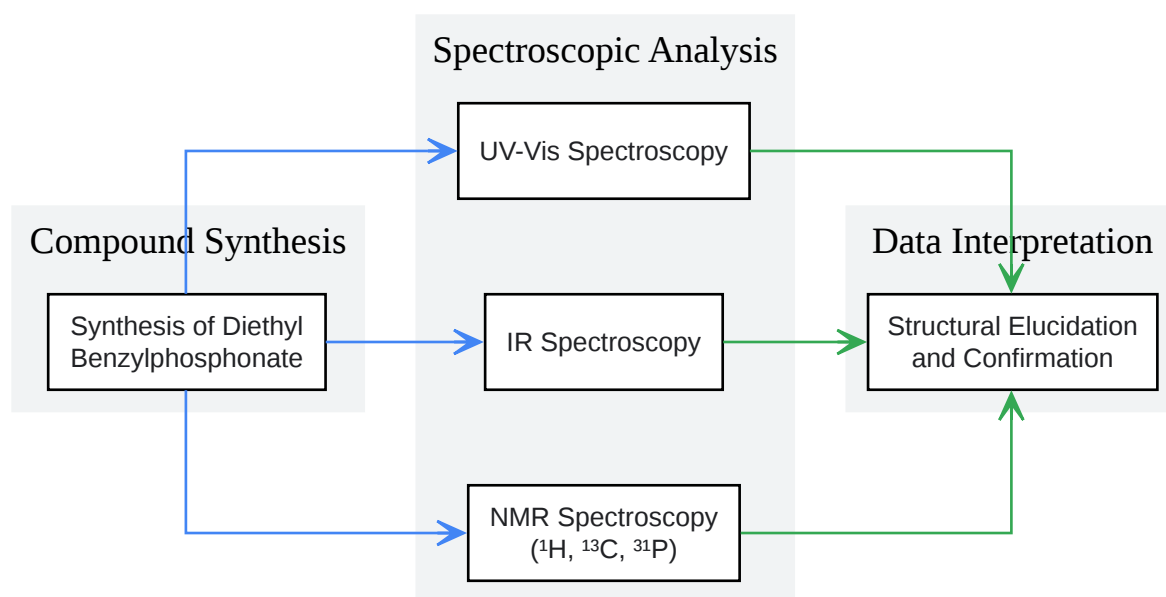 Spectroscopic Analysis
UV-Vis Spectroscopy
Compound Synthesis
Synthesis of Diethyl
Benzylphosphonate
IR Spectroscopy
NMR Spectroscopy
(¹H, ¹³C, ³¹P)
Data Interpretation
Structural Elucidation
and Confirmation